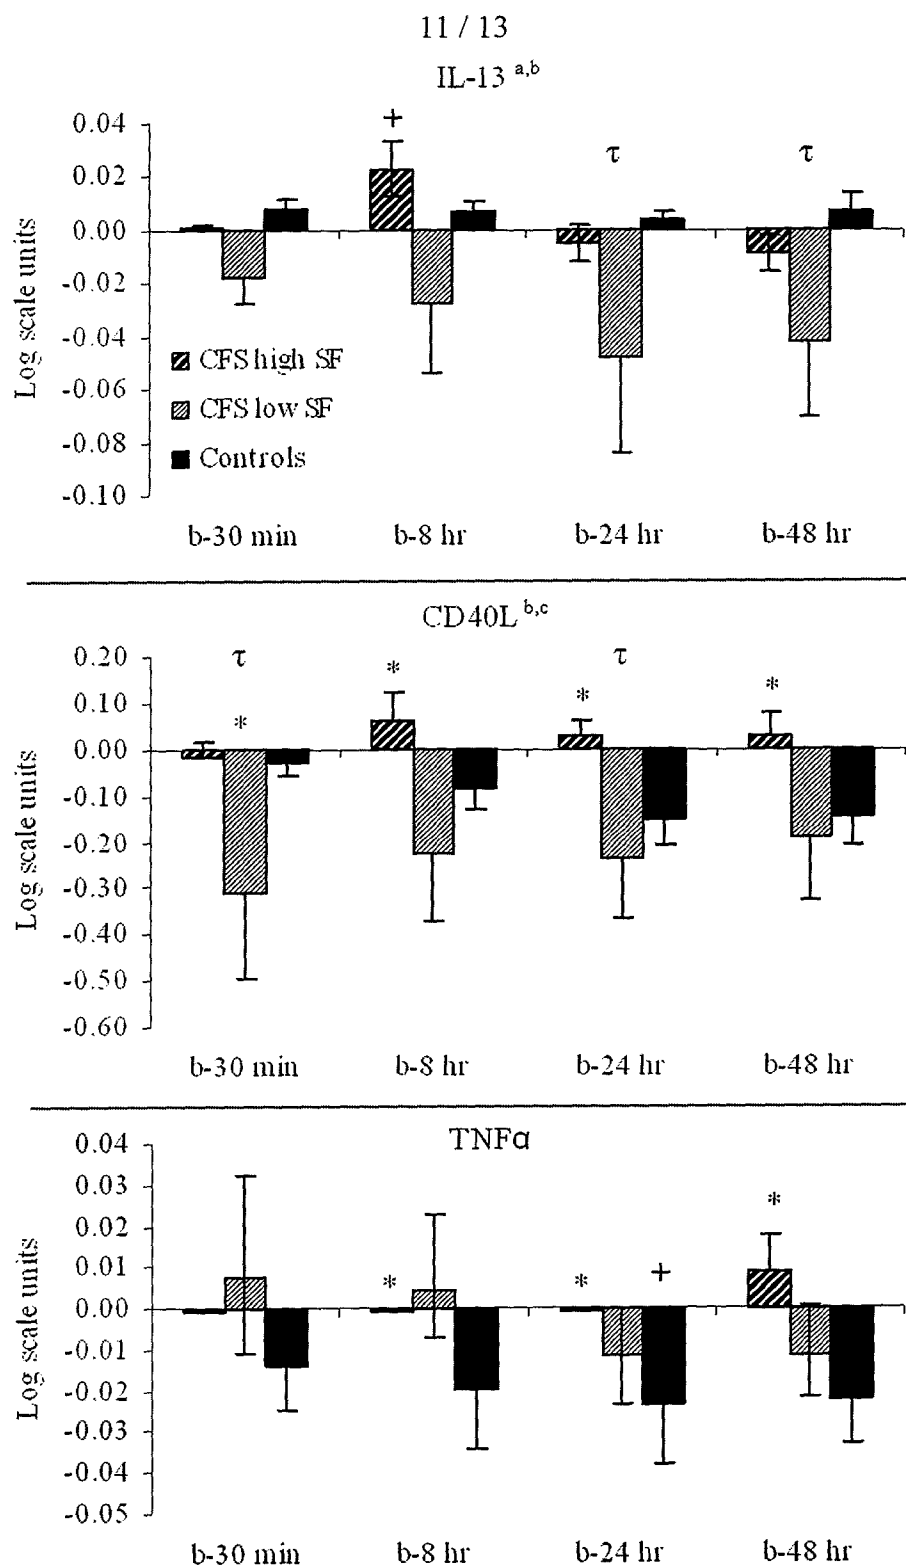 11 / 13
IL-13 a,b
0.04
+
τ
τ
0.02
0.00
-0.02
-0.04
-0.06
-0.08
-0.10
Log scale units
CFS high SF
CFS low SF
Controls
b-30 min b-8 hr b-24 hr b-48 hr
CD40L b,c
0.20
τ
*
*
τ
*
*
0.10
0.00
-0.10
-0.20
-0.30
-0.40
-0.50
-0.60
Log scale units
b-30 min b-8 hr b-24 hr b-48 hr
TNFα
0.04
0.03
0.02
0.01
0.00
-0.01
-0.02
-0.03
-0.04
-0.05
*
*
+
*
Log scale units
b-30 min b-8 hr b-24 hr b-48 hr